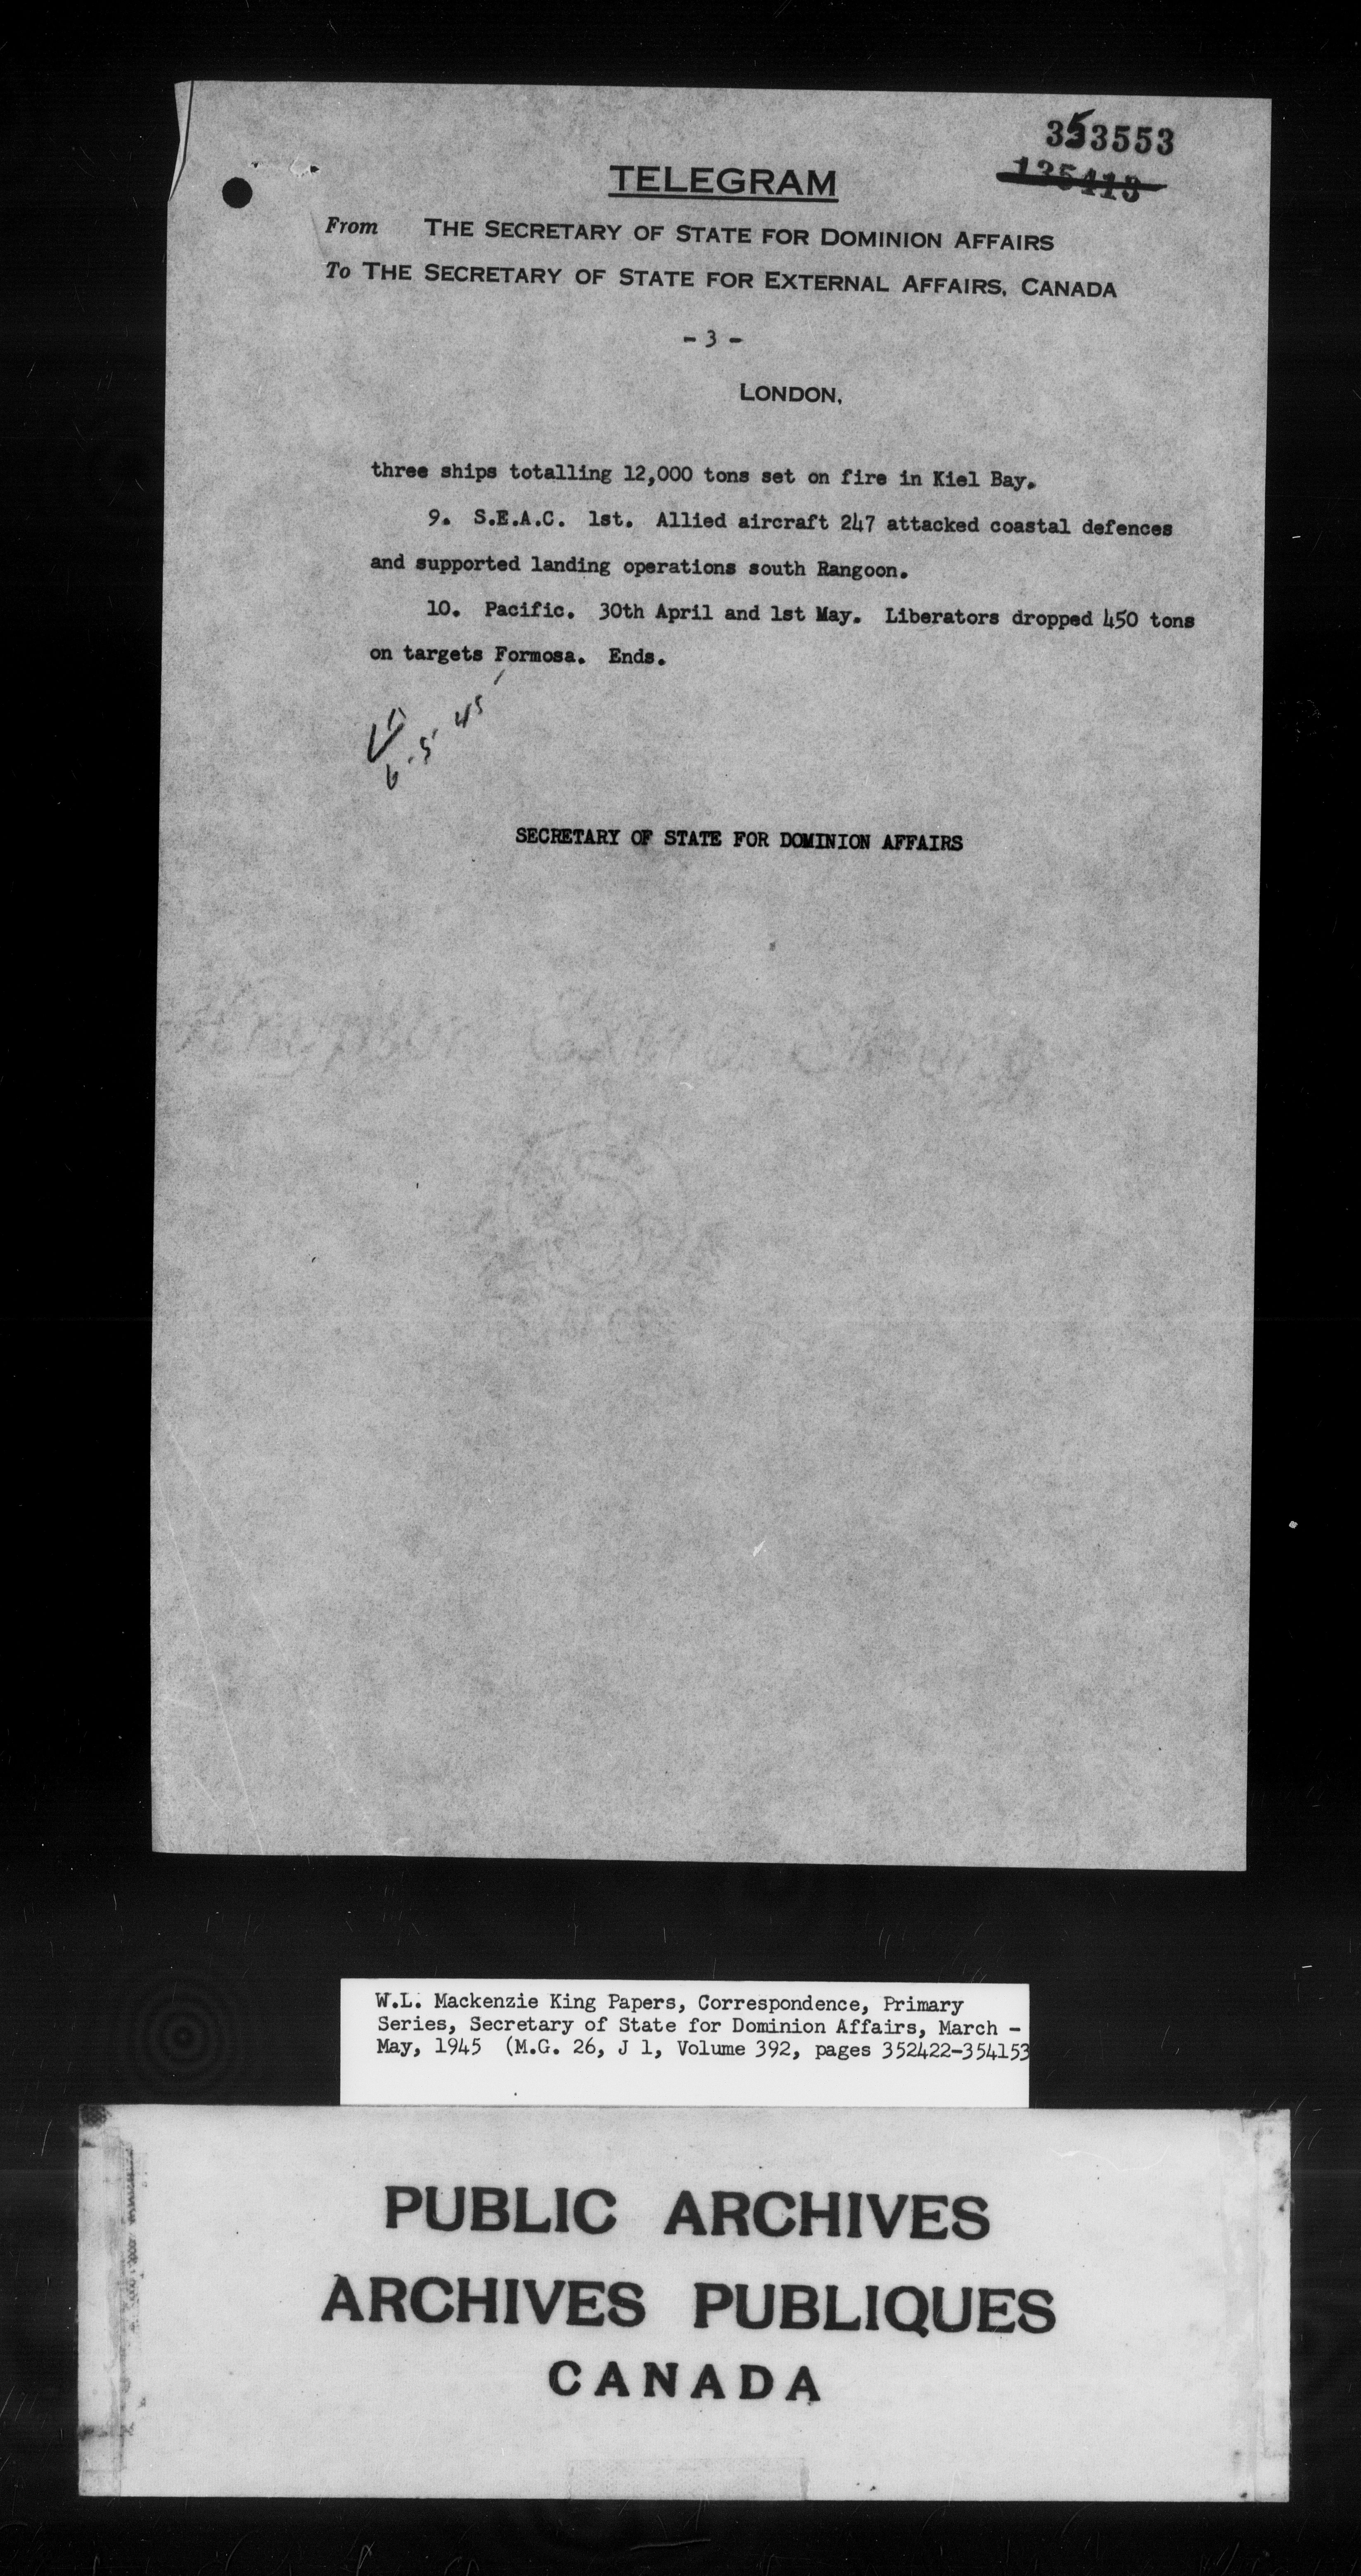 353553
135413
TELEGRAM
From THE SECRETARY OF STATE FOR DOMINION AFFAIRS
To THE SECRETARY OF STATE FOR EXTERNAL AFFAIRS, CANADA
- 3 -
LONDON,
three ships totalling 12,000 tons set on fire in Kiel Bay.
9. S.E.A.C. 1st. Allied aircraft 247 attacked coastal defences
and supported landing operations south Rangoon.
10. Pacific. 30th April and 1st May. Liberators dropped 450 tons
on targets Formosa. Ends.
6.5.45
SECRETARY OF STATE FOR DOMINION AFFAIRS
W.L. Mackenzie King Papers, Correspondence, Primary
Series, Secretary of State for Dominion Affairs, March -
May, 1945 (M.G. 26, J 1, Volume 392, pages 352422-354153
PUBLIC ARCHIVES
ARCHIVES PUBLIQUES
CANADA